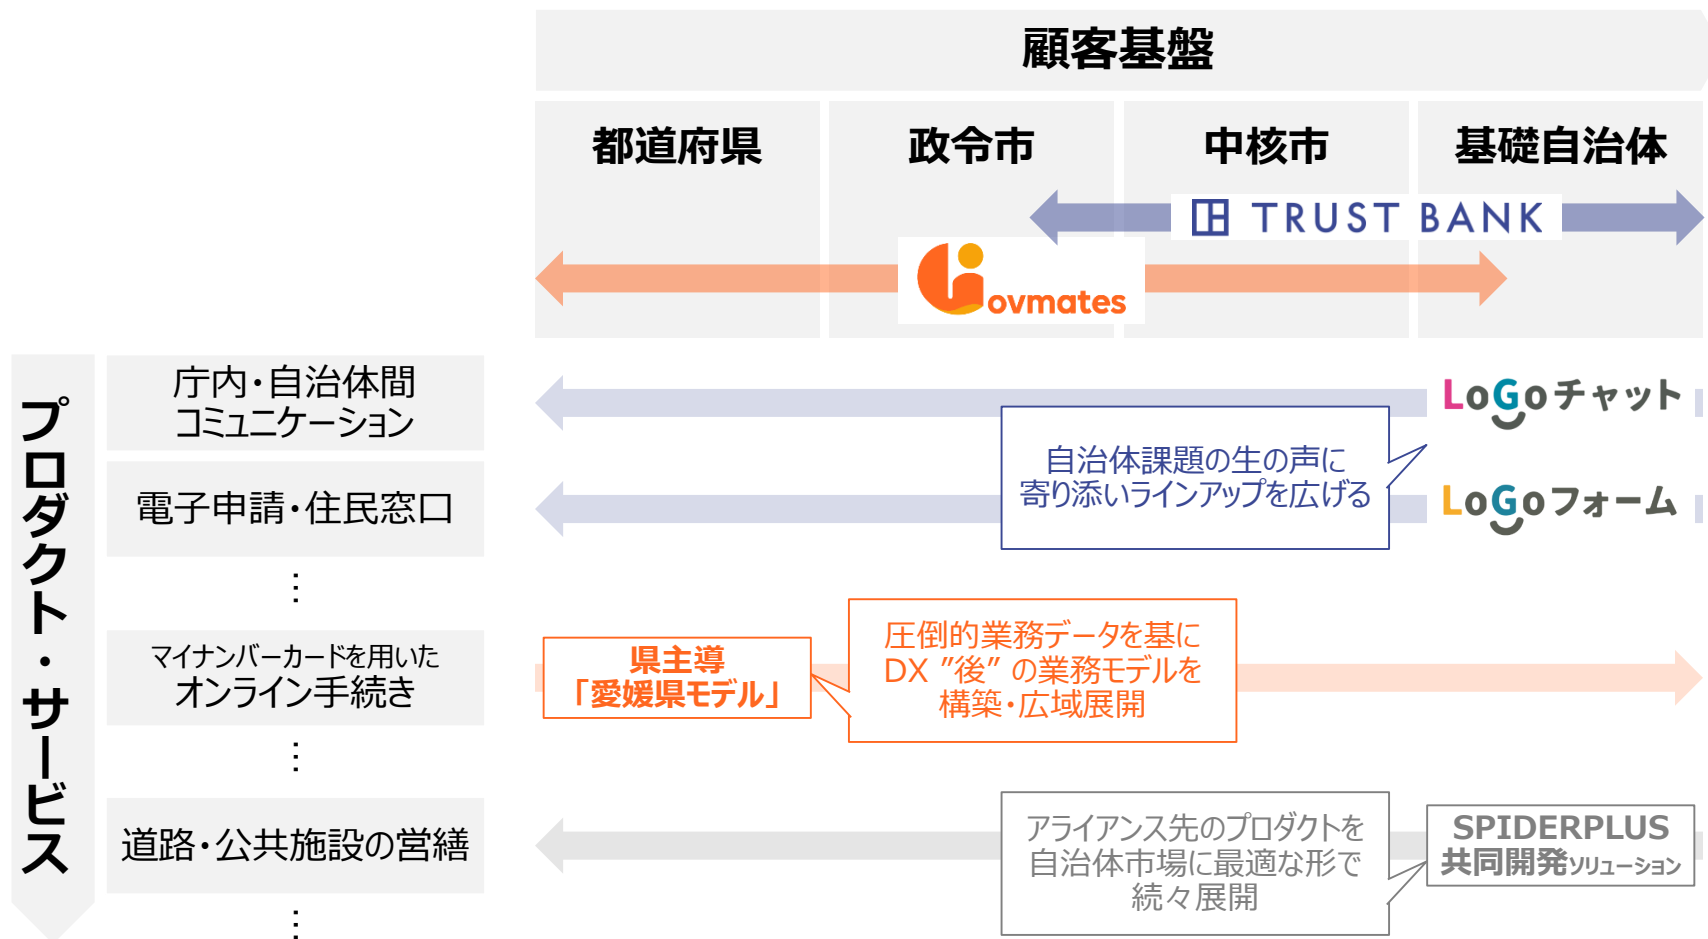 顧客基盤
都道府県
政令市
中核市
基礎自治体
TRUST BANK
Govmates
プロダクト・サービス
庁内・自治体間
コミュニケーション
LoGoチャット
自治体課題の生の声に
寄り添いラインアップを広げる
電子申請・住民窓口
LoGoフォーム
⋮
マイナンバーカードを用いた
オンライン手続き
県主導
「愛媛県モデル」
圧倒的業務データを基に
DX ”後” の業務モデルを
構築・広域展開
⋮
道路・公共施設の営繕
アライアンス先のプロダクトを
自治体市場に最適な形で
続々展開
SPIDERPLUS
共同開発ソリューション
⋮